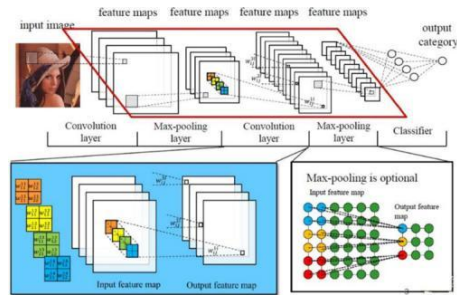 feature maps
feature maps
feature maps
feature maps
input image
output
category
Convolution
layer
Max-pooling
layer
Convolution
layer
Max-pooling
layer
Classifier
Input feature map
Output feature map
Max-pooling is optional
Input feature map
Output feature
map